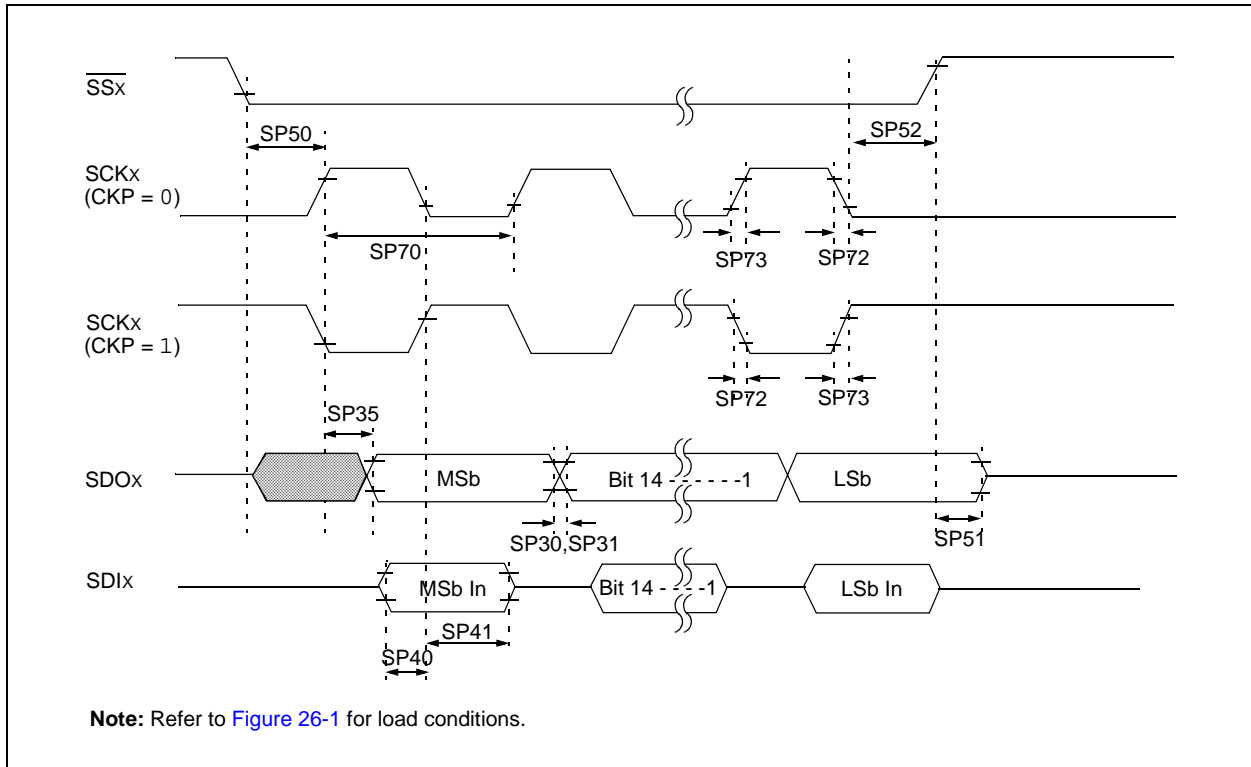 SSX
SP50
SP52
SCKX
(CKP = 0)
SP70
SP73
SP72
SCKX
(CKP = 1)
SP72
SP73
SP35
SDOX
MSb
Bit 14 - - - - - -1
LSb
SP30,SP31
SP51
SDIX
MSb In
Bit 14 - - - -1
LSb In
SP41
SP40
Note: Refer to Figure 26-1 for load conditions.